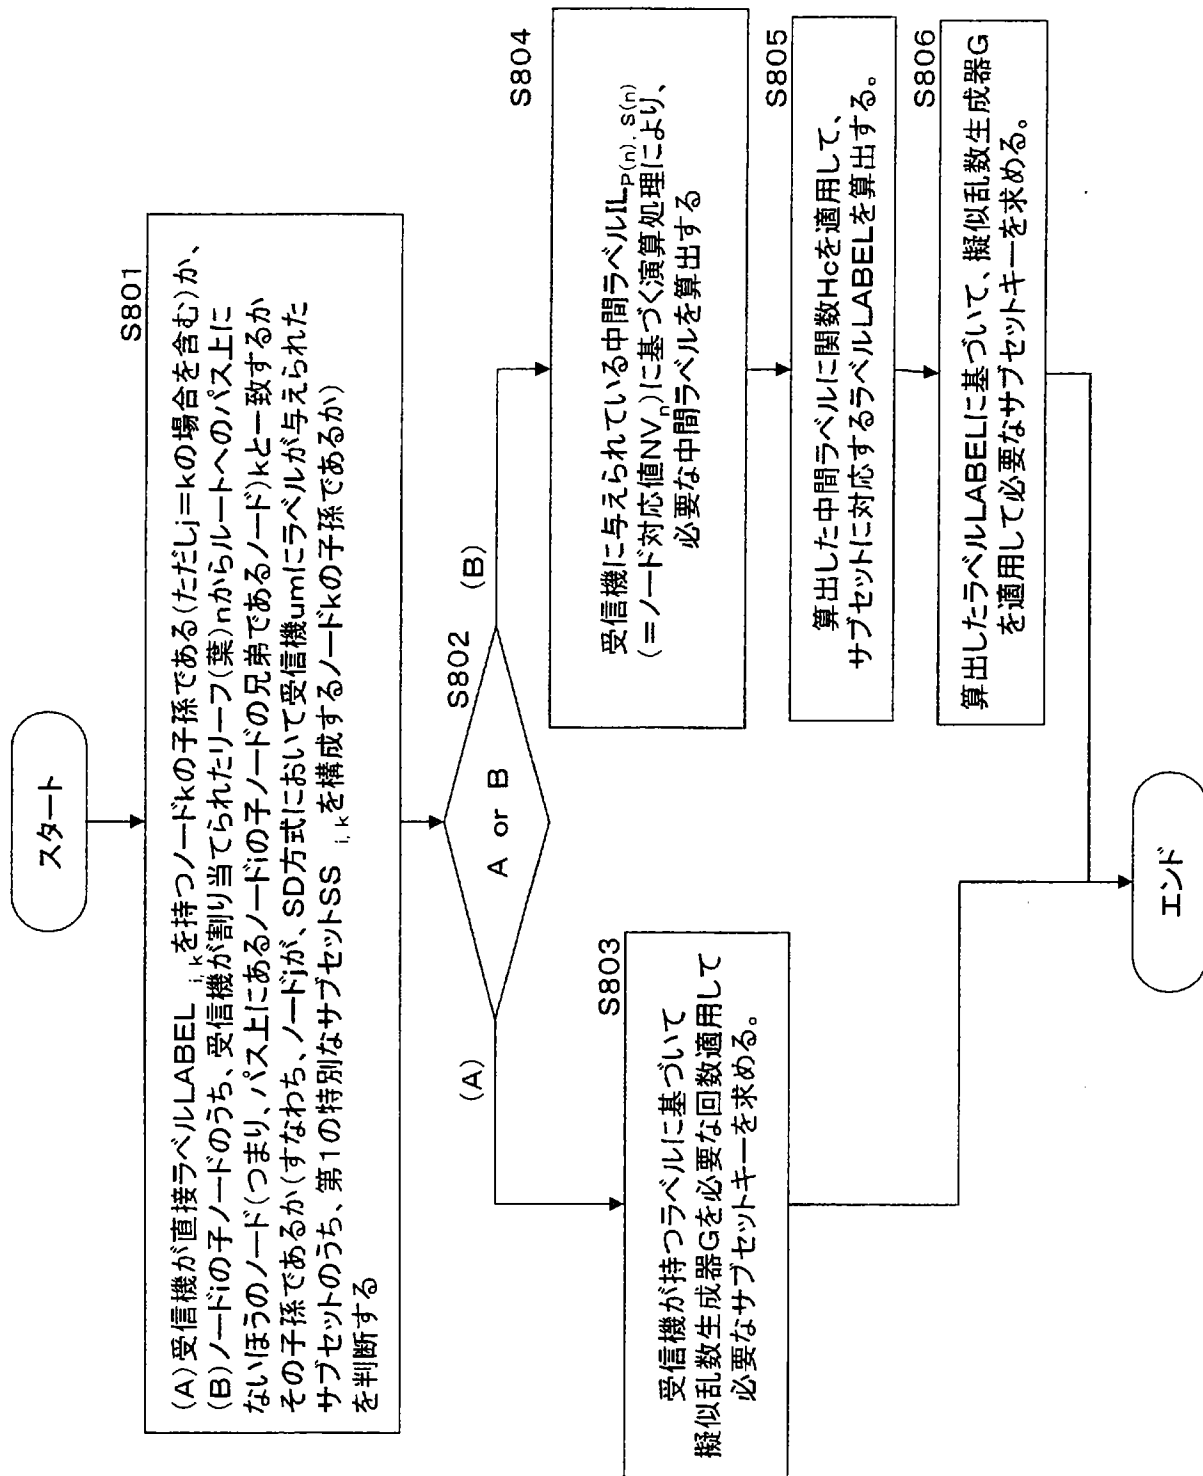 スタート
S801
(A)受信機が直接ラベルLABEL i,kを持つノードkの子孫である(ただしj=kの場合を含む)か、
(B)ノードiの子ノードのうち、受信機が割り当てられたリーフ(葉)nからルートへのパス上に
ないほうのノード(つまり、パス上にあるノードiの子ノードの兄弟であるノード)kと一致するか
その子孫であるか(すなわち、ノードjが、SD方式において受信機umにラベルが与えられた
サブセットのうち、第1の特別なサブセットSS i,kを構成するノードkの子孫であるか)
を判断する
S802
A or B
(A)
(B)
S803
受信機が持つラベルに基づいて
擬似乱数生成器Gを必要な回数適用して
必要なサブセットキーを求める。
S804
受信機に与えられている中間ラベルILP(n), S(n)
(=ノード対応値NVn)に基づく演算処理により、
必要な中間ラベルを算出する
S805
算出した中間ラベルに関数Hcを適用して、
サブセットに対応するラベルLABELを算出する。
S806
算出したラベルLABELに基づいて、擬似乱数生成器G
を適用して必要なサブセットキーを求める。
エンド